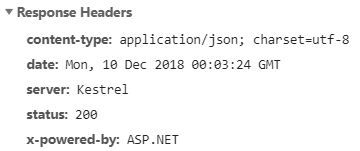 Response Headers
content-type: application/json; charset=utf-8
date: Mon, 10 Dec 2018 00:03:24 GMT
server: Kestrel
status: 200
x-powered-by: ASP.NET